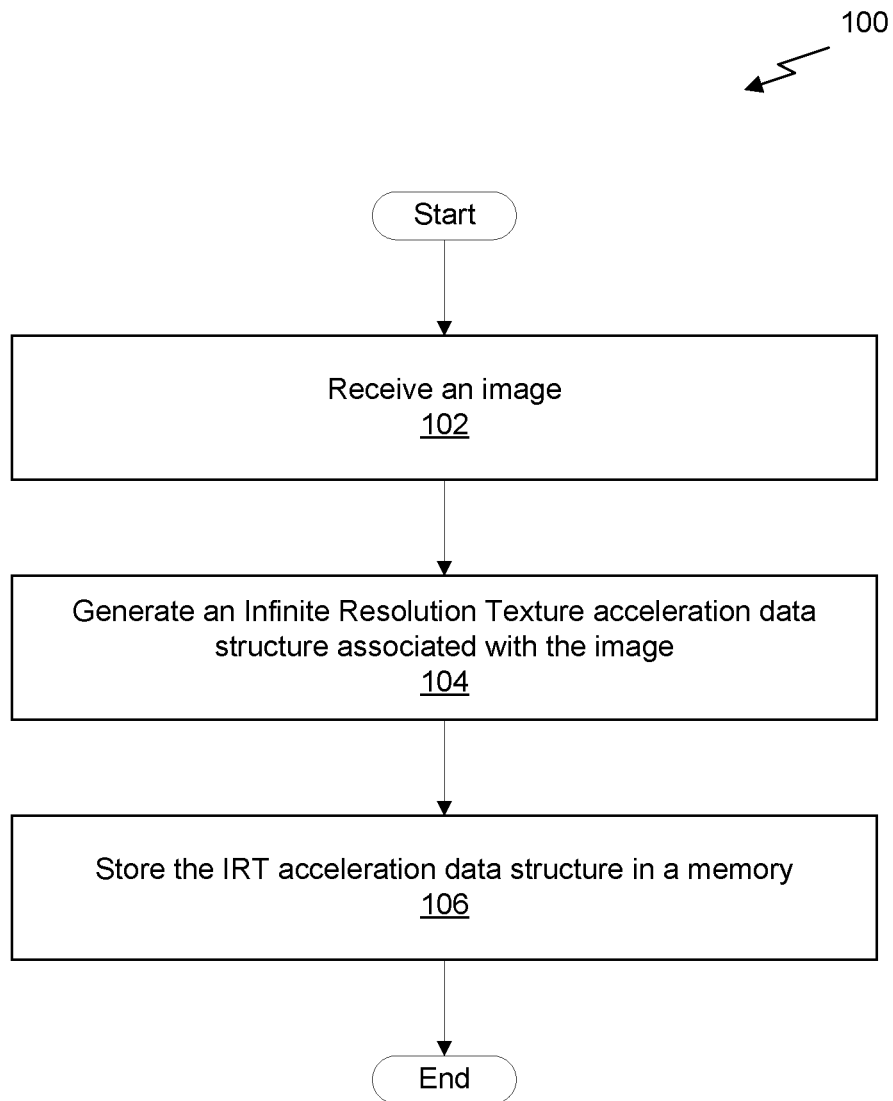 100
Start
Receive an image
102
Generate an Infinite Resolution Texture acceleration data
structure associated with the image
104
Store the IRT acceleration data structure in a memory
106
End